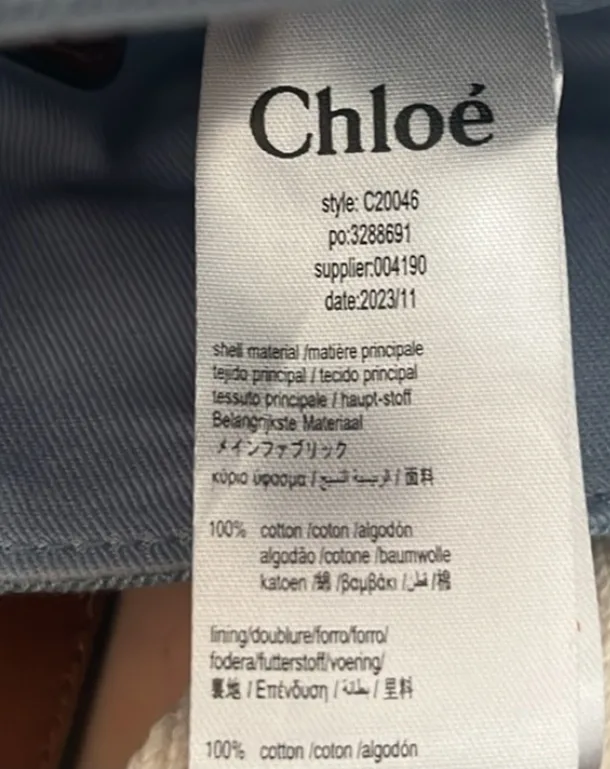 Chloé
style: C20046
po:3288691
supplier:004190
date:2023/11
shell material /matière principale
tejido principal / tecido principal
tessuto principale / haupt-stoff
Belangrijkste Materiaal
メインファブリック
κύριο ύφασμα / الرئيسية النسيج / 面料
100% cotton /coton /algodón
algodão /cotone /baumwolle
katoen /綿 /βαμβάκι /قطن /棉
lining/doublure/forro/forro/
fodera/futterstoff/voering/
裏地 / Επένδυση / بطانة / 里料
100% cotton /coton /algodón